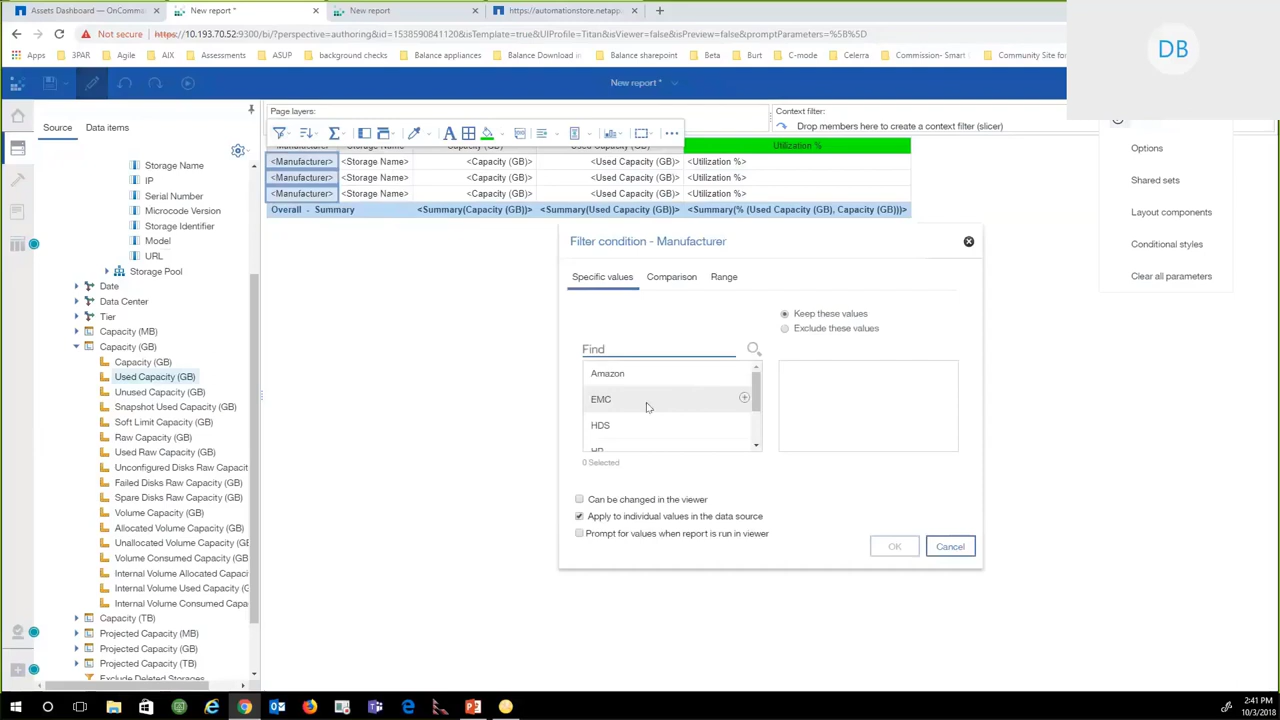 Assets Dashboard — OnComma
New report *
New report
https://automationstore.netapp
Not secure
https://10.193.70.52:9300/bi/?perspective=authoring&id=1538590841120&isTemplate=true&UIProfile=Titan&isViewer=false&isPreview=false&promptParameters=%5B%5D
Apps
3PAR
Agile
AIX
Assessments
ASUP
background checks
Balance appliances
Balance Download in
Balance sharepoint
Beta
Burt
C-mode
Celerra
Commission- Smart
Community Site for
DB
New report *
Source
Data items
Page layers:
Context filter:
Drop members here to create a context filter (slicer)
Storage Name
IP
Serial Number
Microcode Version
Storage Identifier
Model
URL
Storage Pool
Date
Data Center
Tier
Capacity (MB)
Capacity (GB)
Capacity (GB)
Used Capacity (GB)
Unused Capacity (GB)
Snapshot Used Capacity (GB)
Soft Limit Capacity (GB)
Raw Capacity (GB)
Used Raw Capacity (GB)
Unconfigured Disks Raw Capacit
Failed Disks Raw Capacity (GB)
Spare Disks Raw Capacity (GB)
Volume Capacity (GB)
Allocated Volume Capacity (GB)
Unallocated Volume Capacity (GE
Volume Consumed Capacity (GB)
Internal Volume Allocated Capaci
Internal Volume Used Capacity (G
Internal Volume Consumed Capa
Capacity (TB)
Projected Capacity (MB)
Projected Capacity (GB)
Projected Capacity (TB)
Exclude Deleted Storages
Manufacturer Storage Name Capacity (GB) Used Capacity (GB) Utilization %
<Manufacturer> <Storage Name> <Capacity (GB)> <Used Capacity (GB)> <Utilization %>
<Manufacturer> <Storage Name> <Capacity (GB)> <Used Capacity (GB)> <Utilization %>
<Manufacturer> <Storage Name> <Capacity (GB)> <Used Capacity (GB)> <Utilization %>
Overall - Summary <Summary(Capacity (GB))> <Summary(Used Capacity (GB))> <Summary(% (Used Capacity (GB), Capacity (GB)))>
Options
Shared sets
Layout components
Conditional styles
Clear all parameters
Filter condition - Manufacturer
Specific values
Comparison
Range
Keep these values
Exclude these values
Find
Amazon
EMC
HDS
HP
0 Selected
Can be changed in the viewer
Apply to individual values in the data source
Prompt for values when report is run in viewer
OK
Cancel
2:41 PM
10/3/2018